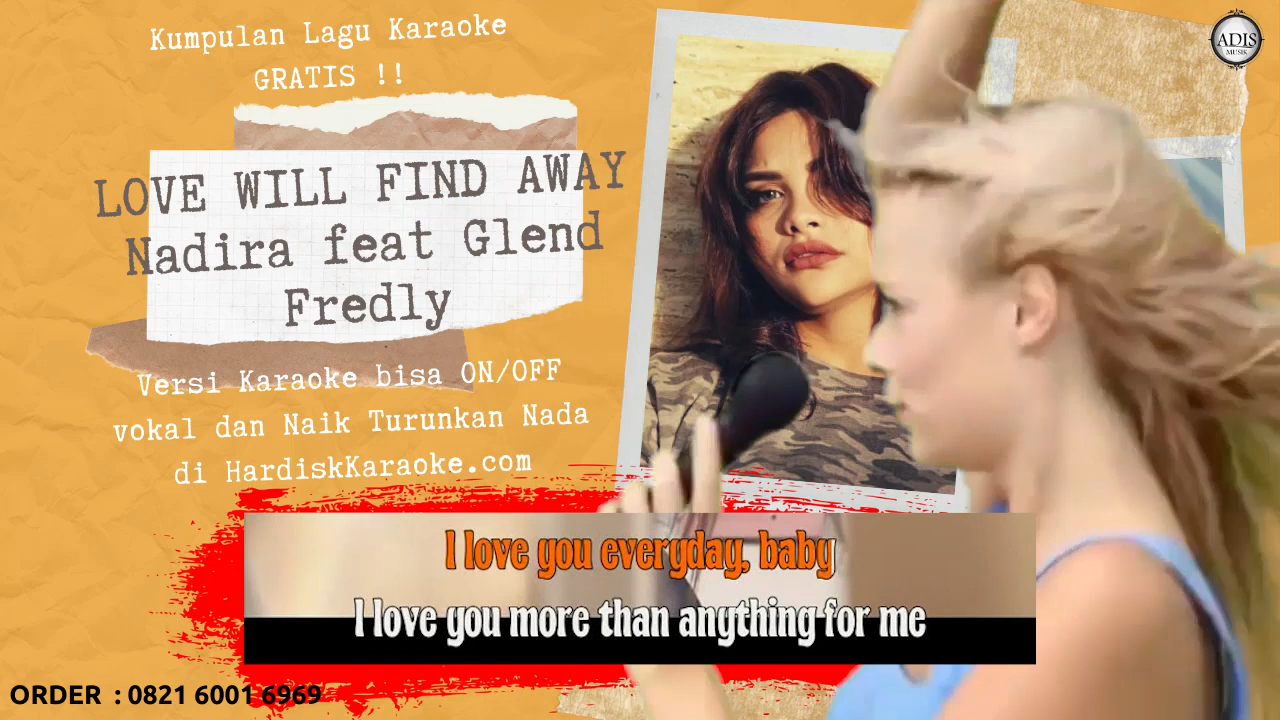 Kumpulan Lagu Karaoke
GRATIS !!
ADIS
MUSIK
LOVE WILL FIND AWAY
Nadira feat Glend
Fredly
Versi Karaoke bisa ON/OFF
vokal dan Naik Turunkan Nada
di HardiskKaraoke.com
I love you everyday, baby
I love you more than anything for me
ORDER : 0821 6001 6969